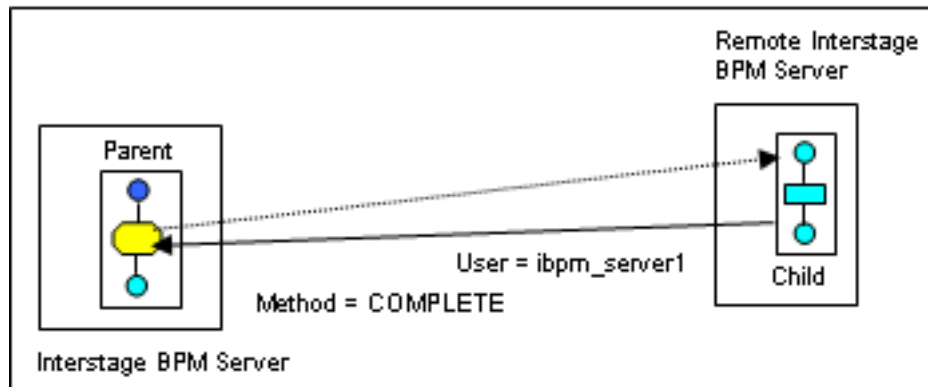 Remote Interstage
BPM Server
Parent
User = ibpm_server1
Child
Method = COMPLETE
Interstage BPM Server